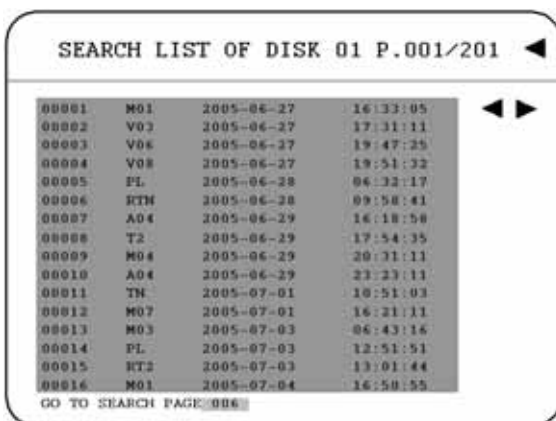 SEARCH LIST OF DISK 01 P.001/201
00001 M01 2005-06-27 16:33:05
00002 V03 2005-06-27 17:31:11
00003 V06 2005-06-27 19:47:25
00004 V08 2005-06-27 19:51:32
00005 PL 2005-06-28 06:32:17
00006 RTN 2005-06-28 09:58:41
00007 A04 2005-06-29 16:18:58
00008 T2 2005-06-29 17:54:35
00009 M04 2005-06-29 20:31:11
00010 A04 2005-06-29 23:23:11
00011 TN 2005-07-01 10:51:03
00012 M07 2005-07-01 16:21:11
00013 M03 2005-07-03 06:43:16
00014 PL 2005-07-03 12:51:51
00015 RT2 2005-07-03 13:01:44
00016 M01 2005-07-04 16:50:55
GO TO SEARCH PAGE 006